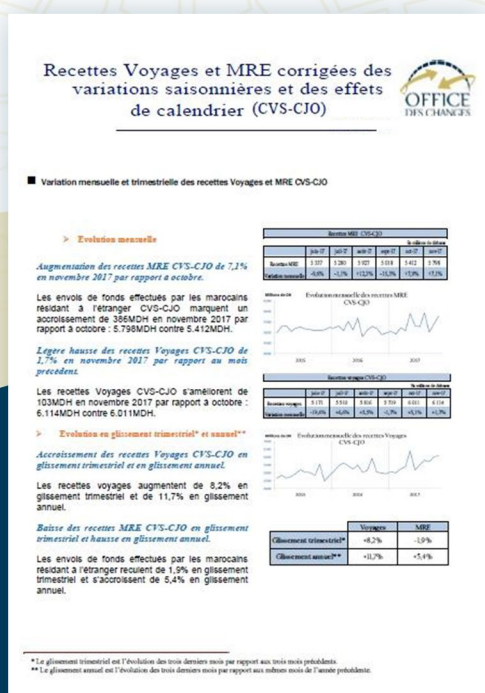 Recettes Voyages et MRE corrigées des
variations saisonnières et des effets
de calendrier (CVS-CJO)
OFFICE
DES CHANGES
Variation mensuelle et trimestrielle des recettes Voyages et MRE CVS-CJO
Evolution mensuelle
Augmentation des recettes MRE CVS-CJO de 7,1%
en novembre 2017 par rapport à octobre.
Les envois de fonds effectués par les marocains
résidant à l'étranger CVS-CJO marquent un
accroissement de 386MDH en novembre 2017 par
rapport à octobre : 5.798MDH contre 5.412MDH.
Légère hausse des recettes Voyages CVS-CJO de
1,7% en novembre 2017 par rapport au mois
précédent.
Les recettes Voyages CVS-CJO s'améliorent de
103MDH en novembre 2017 par rapport à octobre :
6.114MDH contre 6.011MDH.
Evolution en glissement trimestriel* et annuel**
Accroissement des recettes Voyages CVS-CJO en
glissement trimestriel et en glissement annuel.
Les recettes voyages augmentent de 8,2% en
glissement trimestriel et de 11,7% en glissement
annuel.
Baisse des recettes MRE CVS-CJO en glissement
trimestriel et hausse en glissement annuel.
Les envois de fonds effectués par les marocains
résidant à l'étranger reculent de 1,9% en glissement
trimestriel et s'accroissent de 5,4% en glissement
annuel.
Recettes MRE CVS-CJO
En millions de dirhams
Recettes MRE
Variation mensuelle
Evolution mensuelle des recettes MRE
CVS-CJO
2015 2016 2017
Recettes voyages CVS-CJO
En millions de dirhams
Recettes voyages
Variation mensuelle
Evolution mensuelle des recettes Voyages
CVS-CJO
Voyages MRE
Glissement trimestriel* +8,2% -1,9%
Glissement annuel** +11,7% +5,4%
* Le glissement trimestriel est l'évolution des trois derniers mois par rapport aux trois mois précédents.
** Le glissement annuel est l'évolution des trois derniers mois par rapport aux mêmes mois de l'année précédente.